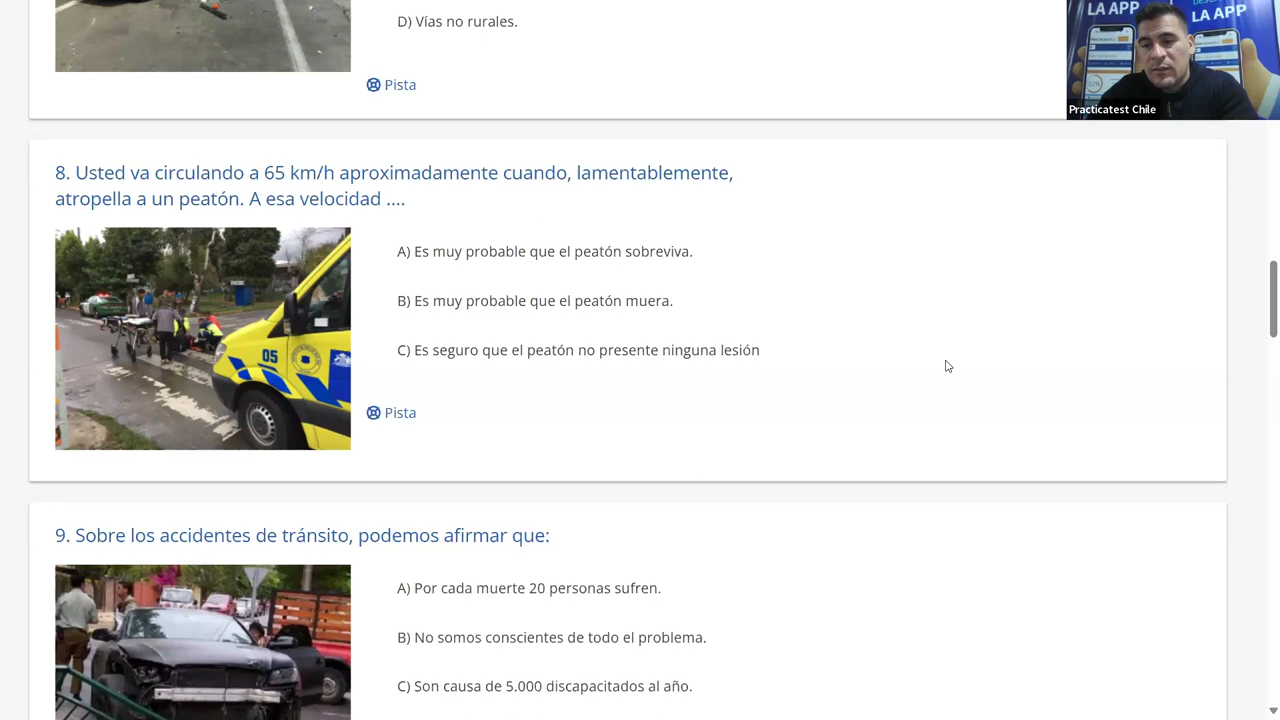 D) Vías no rurales.
Pista
LA APP
LA APP
Practicatest Chile
8. Usted va circulando a 65 km/h aproximadamente cuando, lamentablemente,
atropella a un peatón. A esa velocidad ....
A) Es muy probable que el peatón sobreviva.
B) Es muy probable que el peatón muera.
C) Es seguro que el peatón no presente ninguna lesión
05
Pista
9. Sobre los accidentes de tránsito, podemos afirmar que:
A) Por cada muerte 20 personas sufren.
B) No somos conscientes de todo el problema.
C) Son causa de 5.000 discapacitados al año.